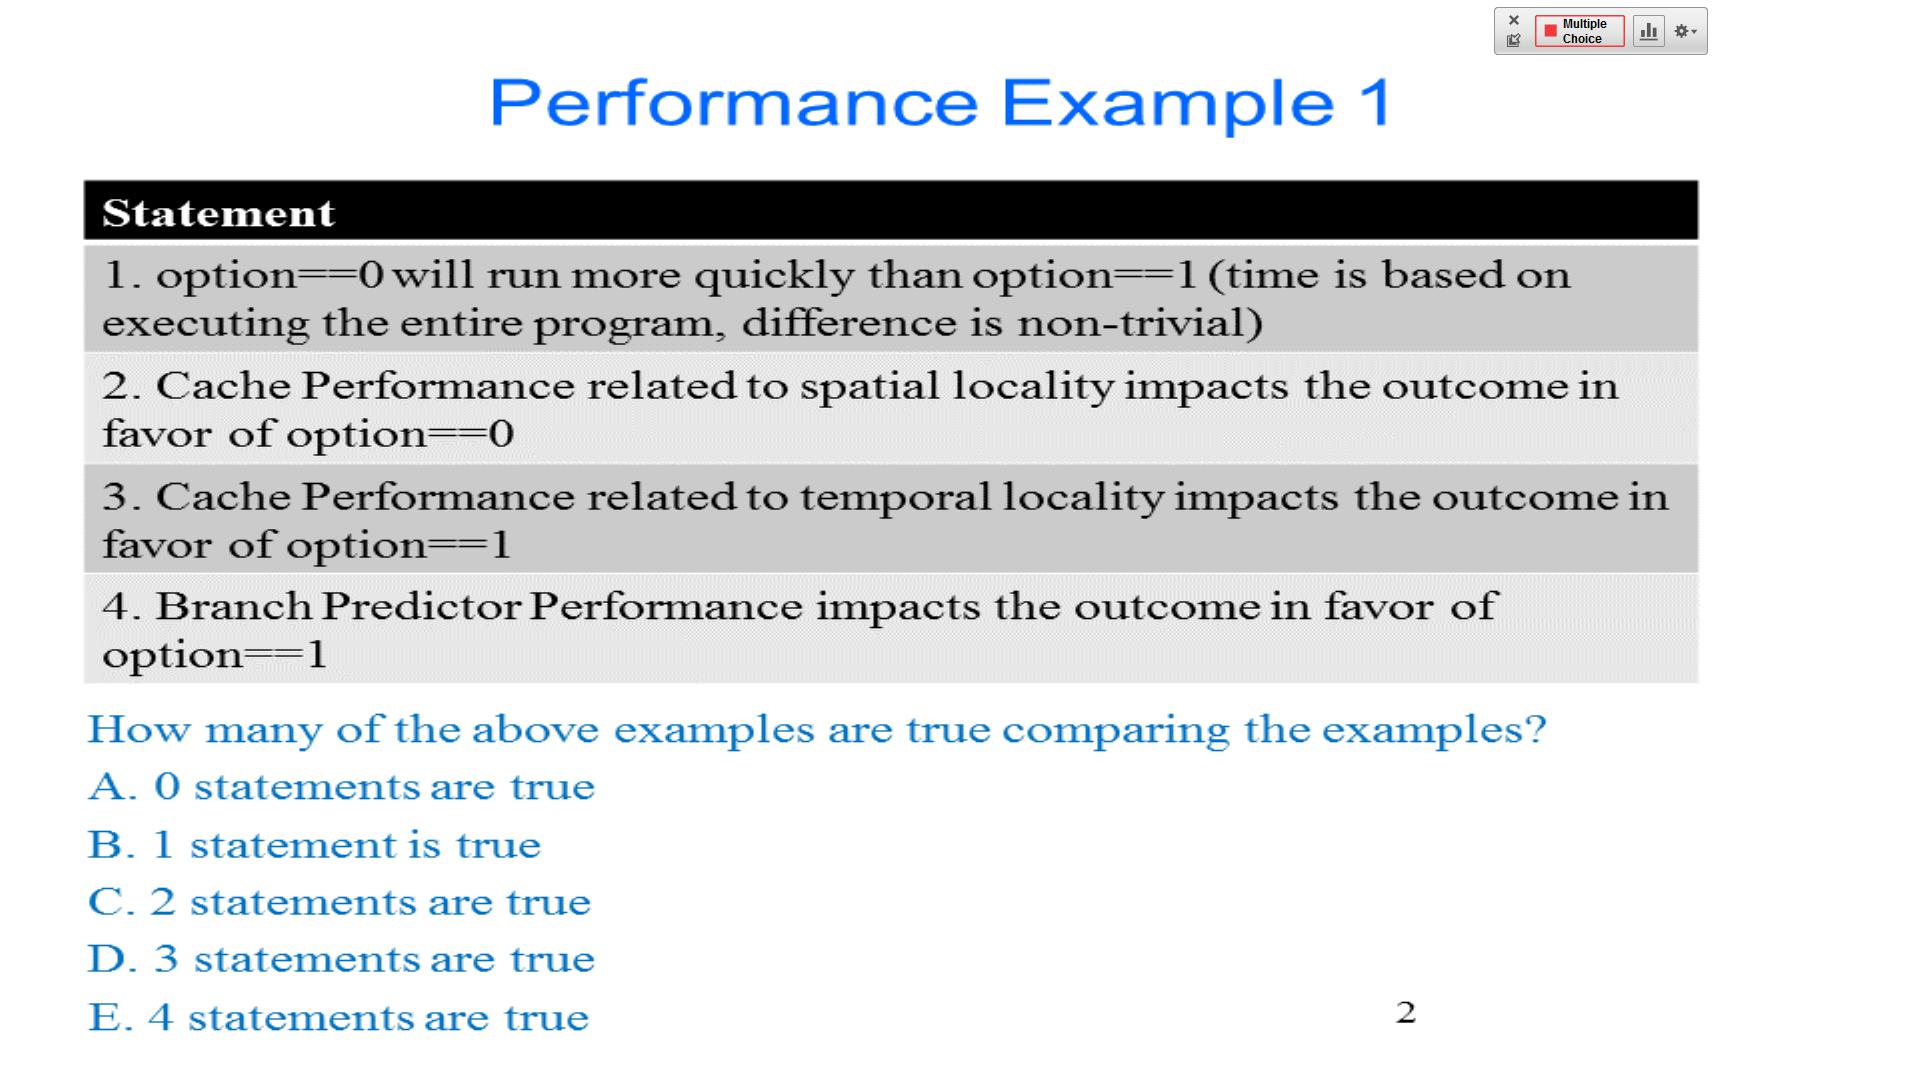 Multiple
Choice
Performance Example 1
Statement
1. option==0 will run more quickly than option==1 (time is based on
executing the entire program, difference is non-trivial)
2. Cache Performance related to spatial locality impacts the outcome in
favor of option==0
3. Cache Performance related to temporal locality impacts the outcome in
favor of option==1
4. Branch Predictor Performance impacts the outcome in favor of
option==1
How many of the above examples are true comparing the examples?
A. 0 statements are true
B. 1 statement is true
C. 2 statements are true
D. 3 statements are true
E. 4 statements are true
2